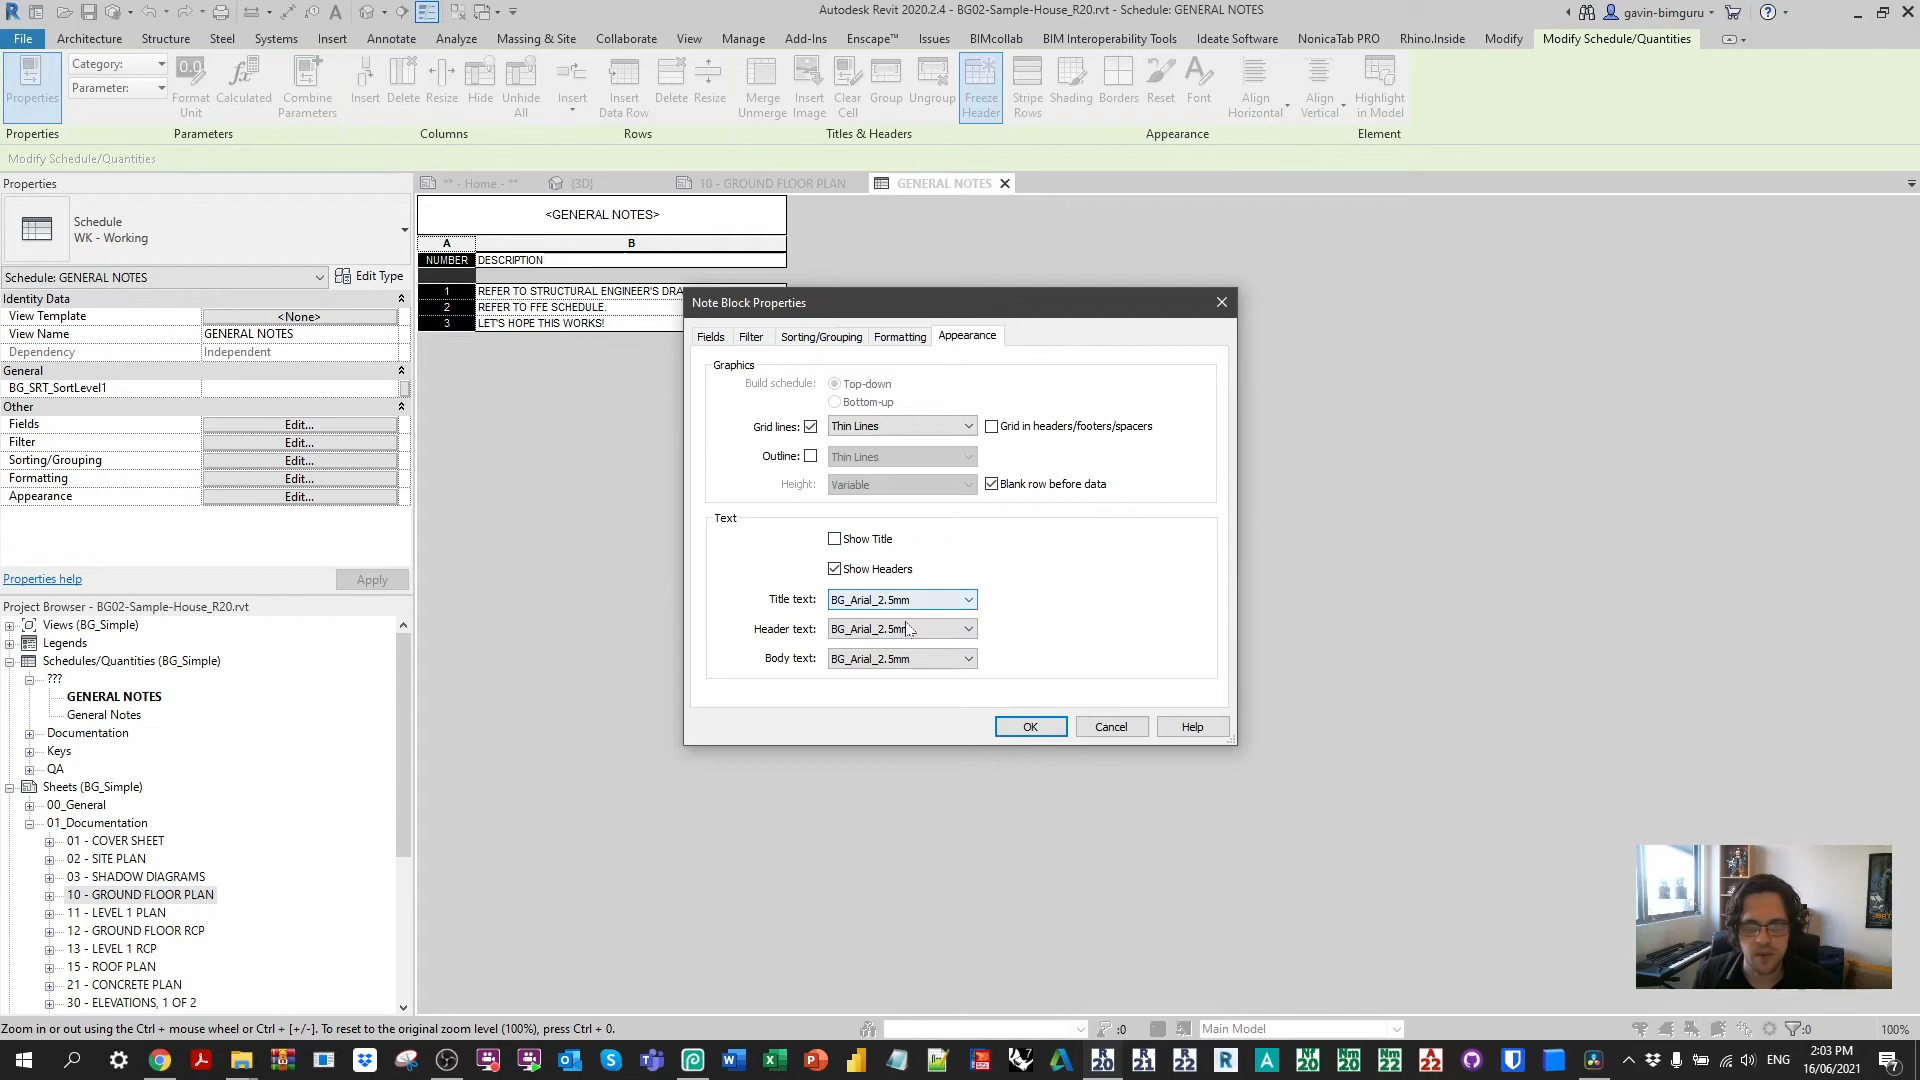 Autodesk Revit 2020.2.4 - BG02-Sample-House_R20.rvt - Schedule: GENERAL NOTES
gavin-bimguru
File Architecture Structure Steel Systems Insert Annotate Analyze Massing & Site Collaborate View Manage Add-Ins Enscape™ Issues BIMcollab BIM Interoperability Tools Ideate Software NonicaTab PRO Rhino.Inside Modify Modify Schedule/Quantities
Properties
Category:
Parameter:
Format Unit
Calculated
Combine Parameters
Insert
Delete
Resize
Hide
Unhide All
Insert
Insert Data Row
Delete
Resize
Merge Unmerge
Insert Image
Clear Cell
Group
Ungroup
Freeze Header
Stripe Rows
Shading
Borders
Reset
Font
Align Horizontal
Align Vertical
Highlight in Model
Properties Parameters Columns Rows Titles & Headers Appearance Element
Modify Schedule/Quantities
Properties
** - Home - **
{3D}
10 - GROUND FLOOR PLAN
GENERAL NOTES
Schedule
WK - Working
Schedule: GENERAL NOTES
Edit Type
Identity Data
View Template <None>
View Name GENERAL NOTES
Dependency Independent
General
BG_SRT_SortLevel1
Other
Fields Edit...
Filter Edit...
Sorting/Grouping Edit...
Formatting Edit...
Appearance Edit...
Properties help
Apply
<GENERAL NOTES>
A B
NUMBER DESCRIPTION
1 REFER TO STRUCTURAL ENGINEER'S DRA
2 REFER TO FFE SCHEDULE.
3 LET'S HOPE THIS WORKS!
Note Block Properties
Fields Filter Sorting/Grouping Formatting Appearance
Graphics
Build schedule: Top-down
Bottom-up
Grid lines: Thin Lines Grid in headers/footers/spacers
Outline: Thin Lines
Height: Variable Blank row before data
Text
Show Title
Show Headers
Title text: BG_Arial_2.5mm
Header text: BG_Arial_2.5mm
Body text: BG_Arial_2.5mm
OK Cancel Help
Project Browser - BG02-Sample-House_R20.rvt
Views (BG_Simple)
Legends
Schedules/Quantities (BG_Simple)
???
GENERAL NOTES
General Notes
Documentation
Keys
QA
Sheets (BG_Simple)
00_General
01_Documentation
01 - COVER SHEET
02 - SITE PLAN
03 - SHADOW DIAGRAMS
10 - GROUND FLOOR PLAN
11 - LEVEL 1 PLAN
12 - GROUND FLOOR RCP
13 - LEVEL 1 RCP
15 - ROOF PLAN
21 - CONCRETE PLAN
30 - ELEVATIONS, 1 OF 2
Zoom in or out using the Ctrl + mouse wheel or Ctrl + [+/-]. To reset to the original zoom level (100%), press Ctrl + 0.
:0
Main Model
:0
100%
ENG
2:03 PM
16/06/2021